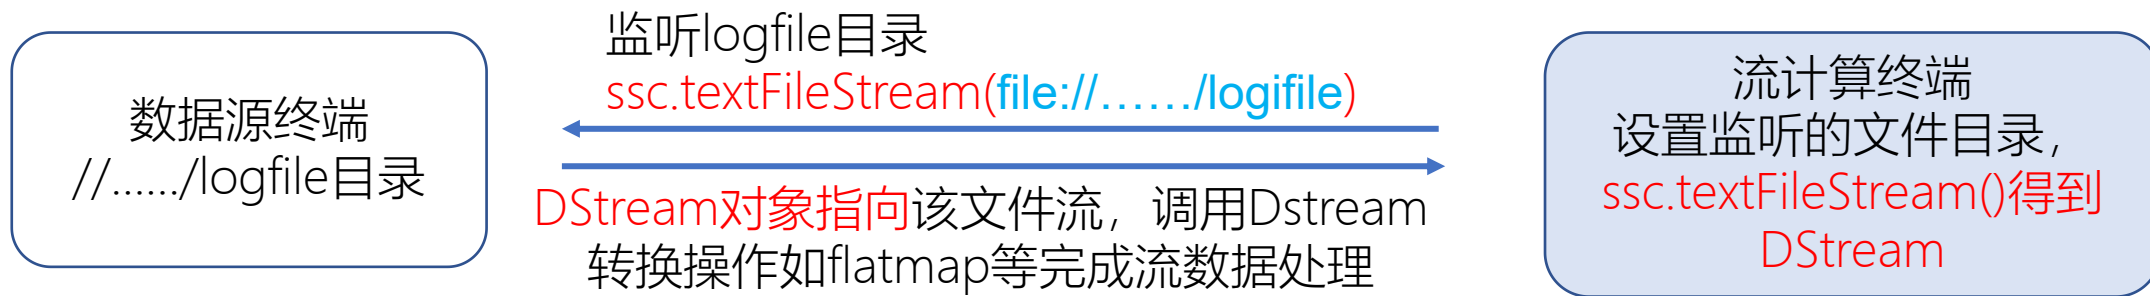 数据源终端
//....../logfile目录
监听logfile目录
ssc.textFileStream(file://....../logifile)
DStream对象指向该文件流，调用Dstream
转换操作如flatmap等完成流数据处理
流计算终端
设置监听的文件目录，
ssc.textFileStream()得到
DStream